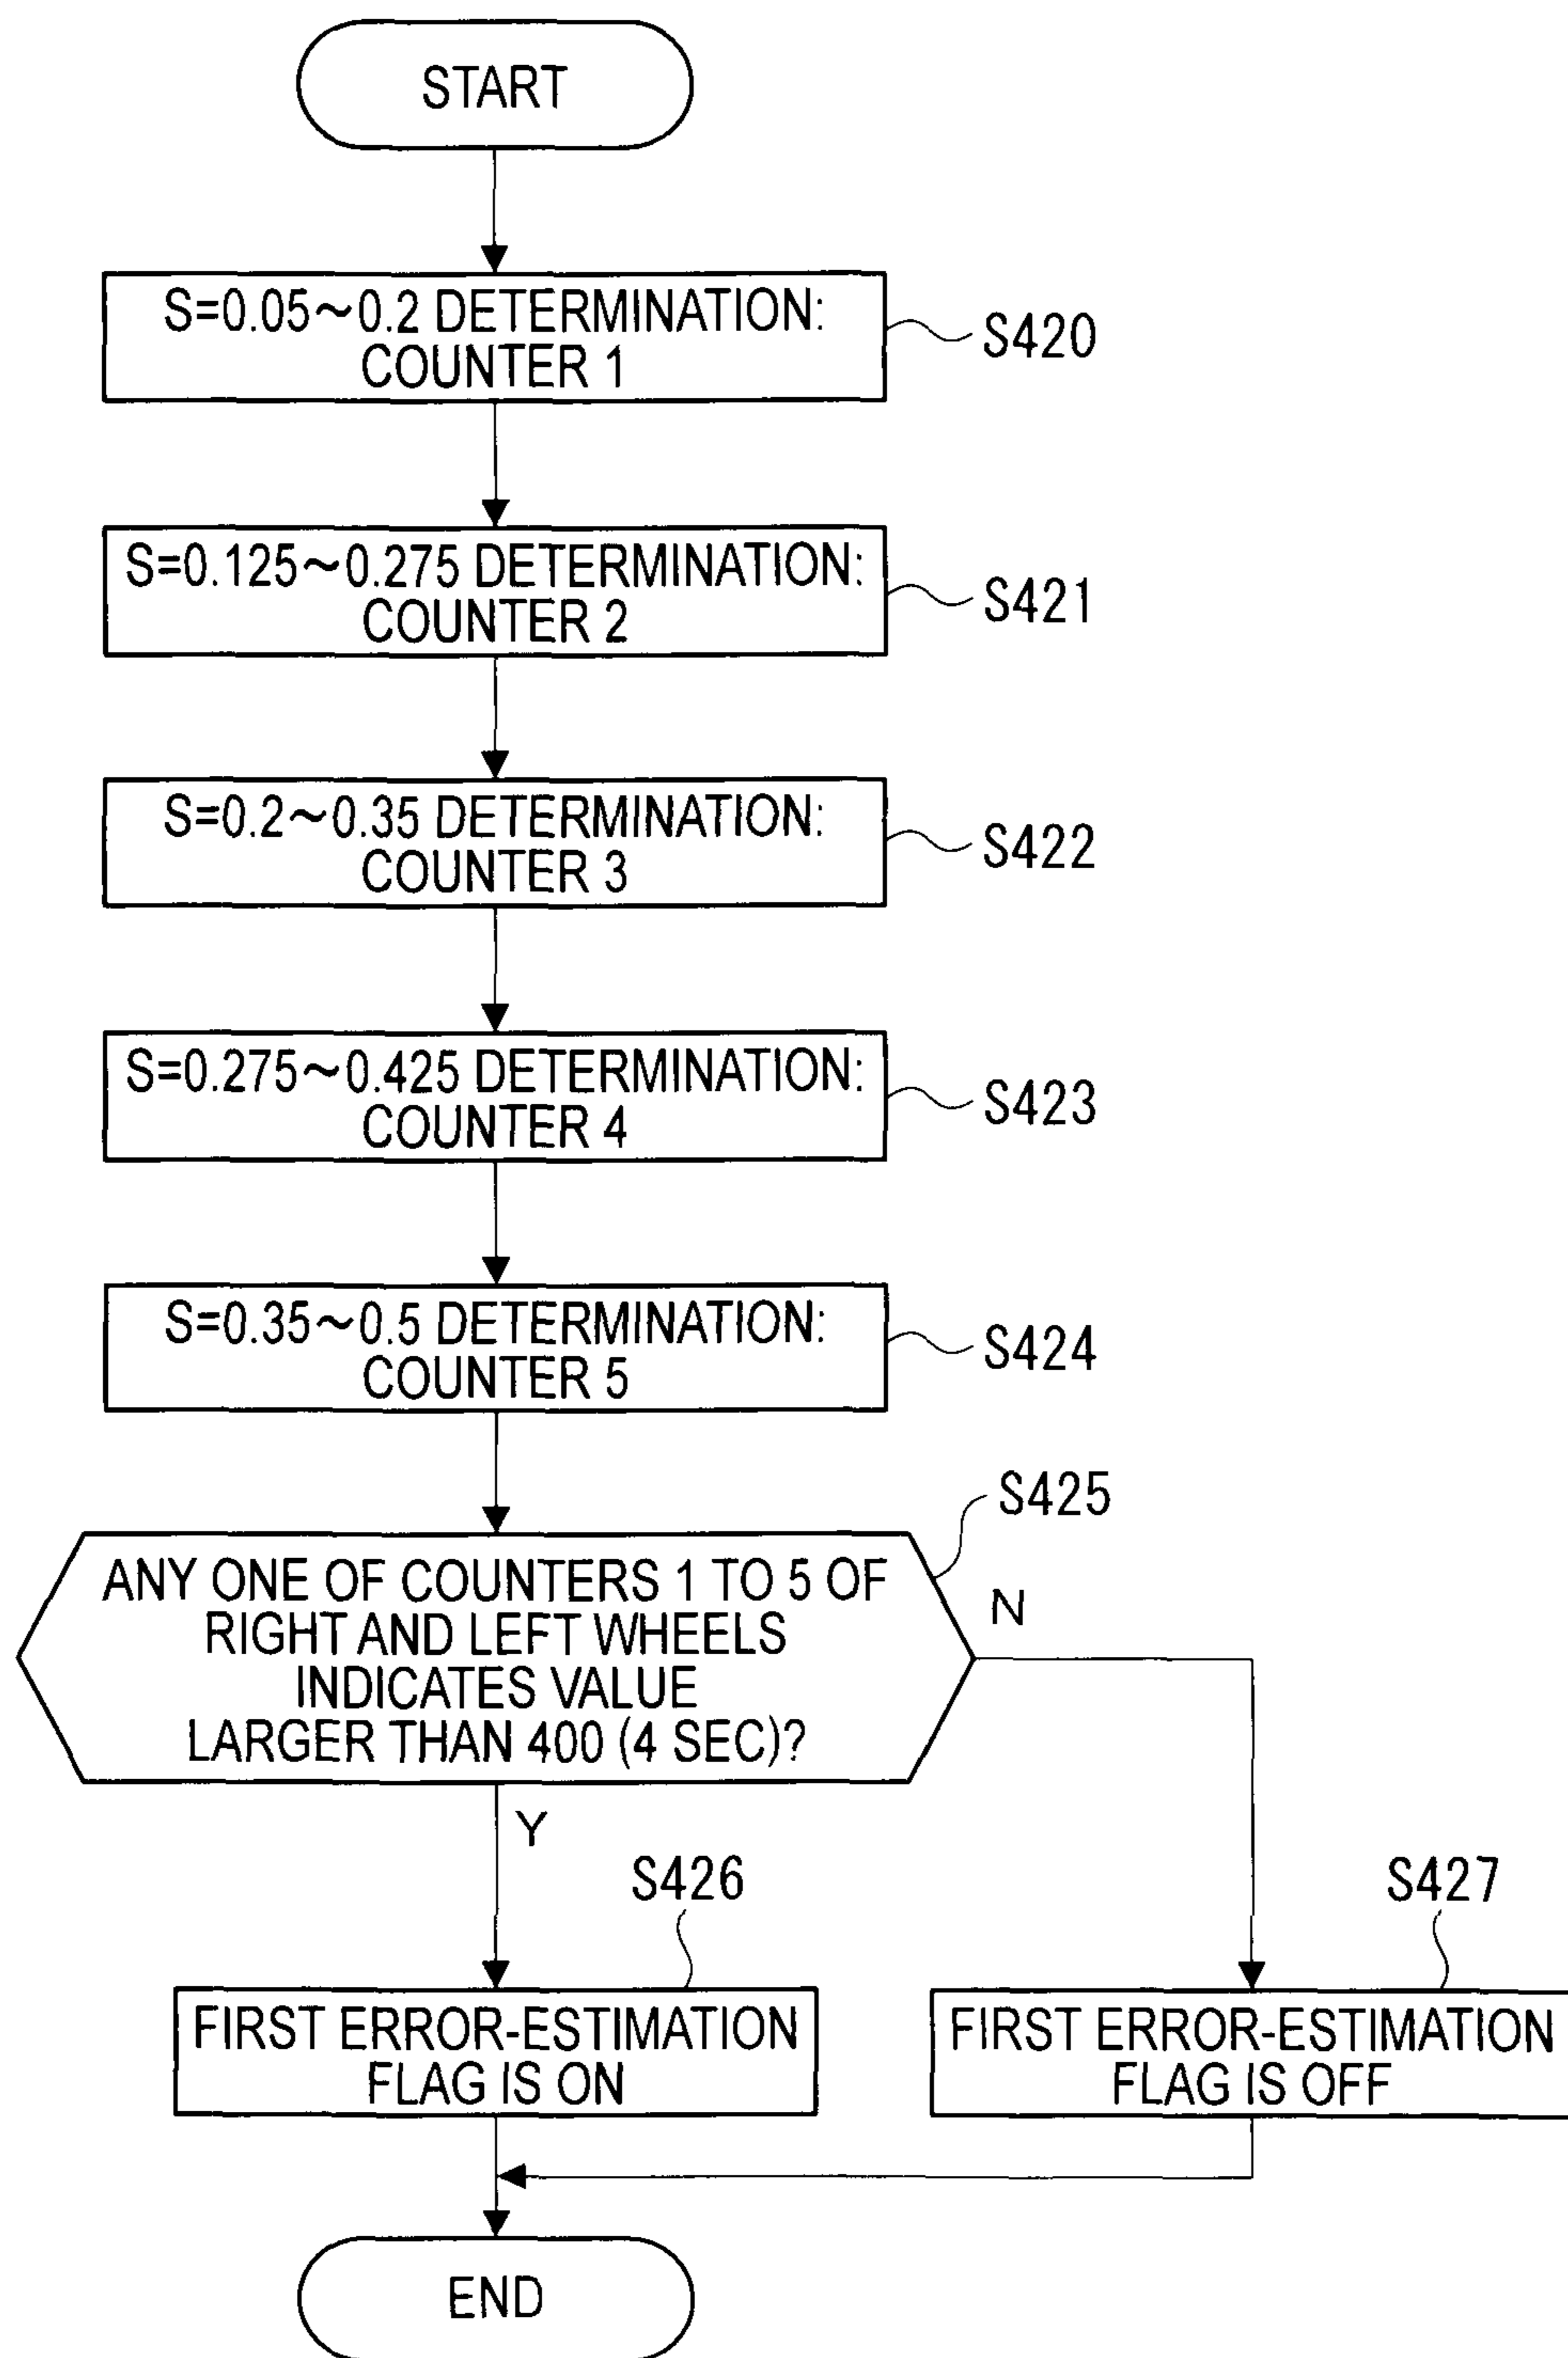 START
S=0.05~0.2 DETERMINATION:
COUNTER 1
S420
S=0.125~0.275 DETERMINATION:
COUNTER 2
S421
S=0.2~0.35 DETERMINATION:
COUNTER 3
S422
S=0.275~0.425 DETERMINATION:
COUNTER 4
S423
S=0.35~0.5 DETERMINATION:
COUNTER 5
S424
S425
ANY ONE OF COUNTERS 1 TO 5 OF
RIGHT AND LEFT WHEELS
INDICATES VALUE
LARGER THAN 400 (4 SEC)?
N
Y
S426
S427
FIRST ERROR-ESTIMATION
FLAG IS ON
FIRST ERROR-ESTIMATION
FLAG IS OFF
END